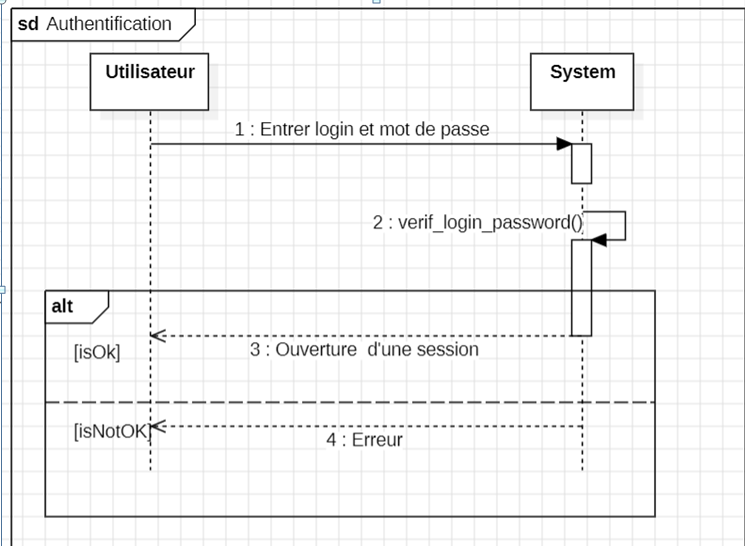 sd Authentification
Utilisateur
System
1 : Entrer login et mot de passe
2 : verif_login_password()
alt
3 : Ouverture d'une session
[isOk]
[isNotOK]
4 : Erreur